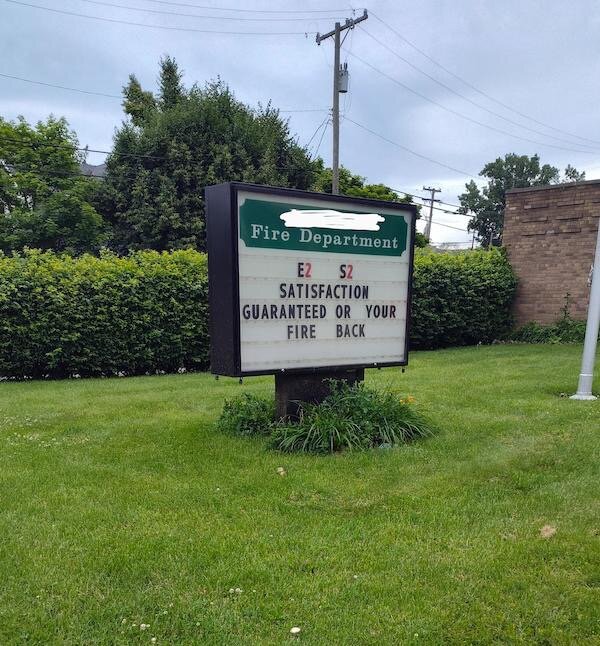 Fire Department
E2 S2
SATISFACTION
GUARANTEED OR YOUR
FIRE BACK